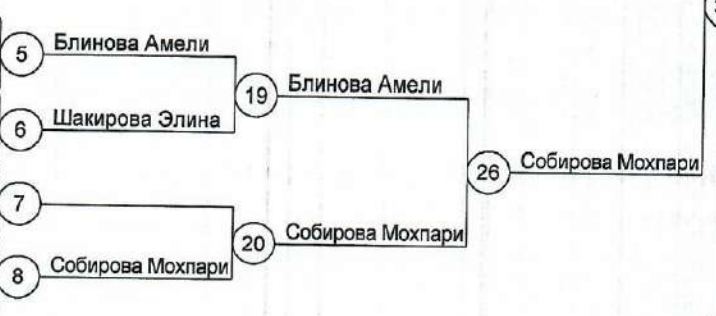 5 Блинова Амели
6 Шакирова Элина
19 Блинова Амели
7
8 Собирова Мохпари
20 Собирова Мохпари
26 Собирова Мохпари